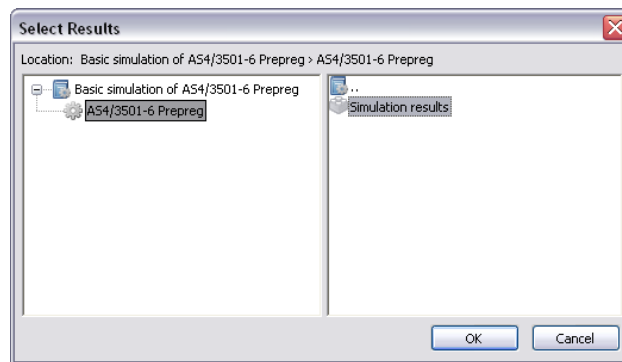 Select Results
Location: Basic simulation of AS4/3501-6 Prepreg > AS4/3501-6 Prepreg
Basic simulation of AS4/3501-6 Prepreg
AS4/3501-6 Prepreg
..
Simulation results
OK Cancel